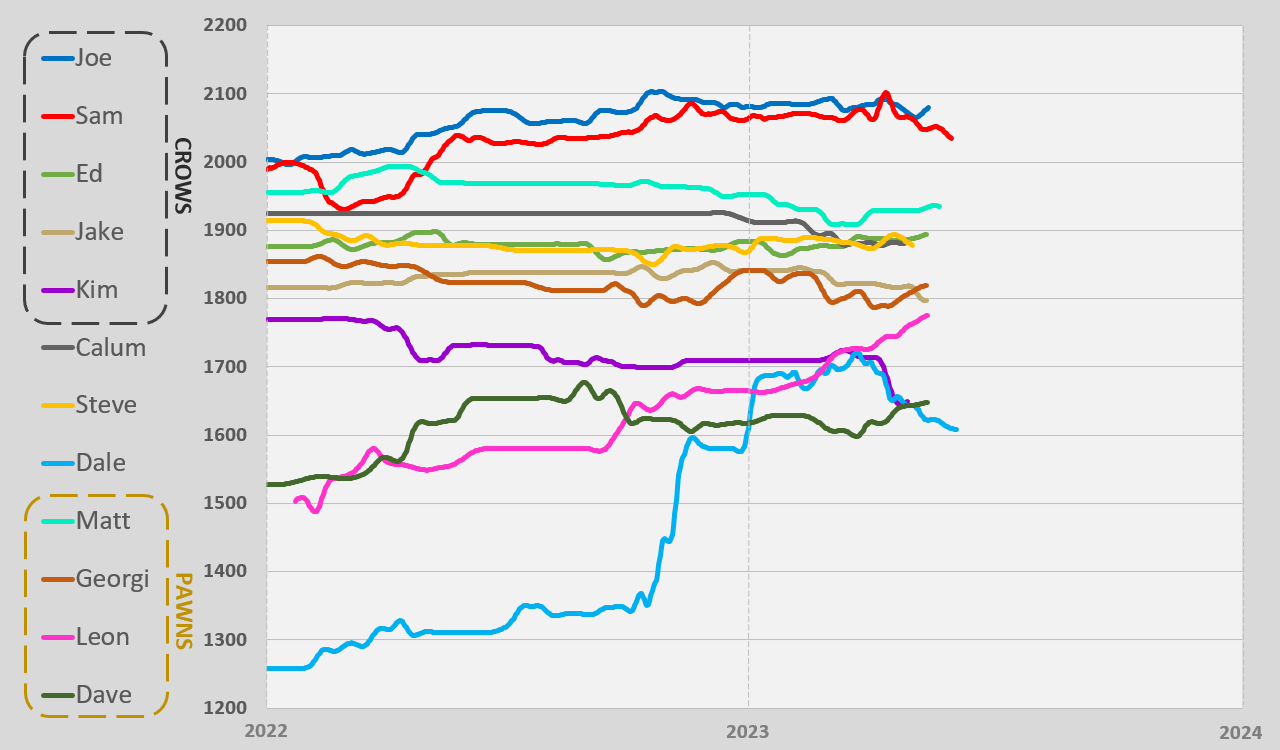 Joe
Sam
Ed
Jake
Kim
CROWS
Calum
Steve
Dale
Matt
Georgi
Leon
Dave
PAWNS
2200
2100
2000
1900
1800
1700
1600
1500
1400
1300
1200
2022
2023
2024